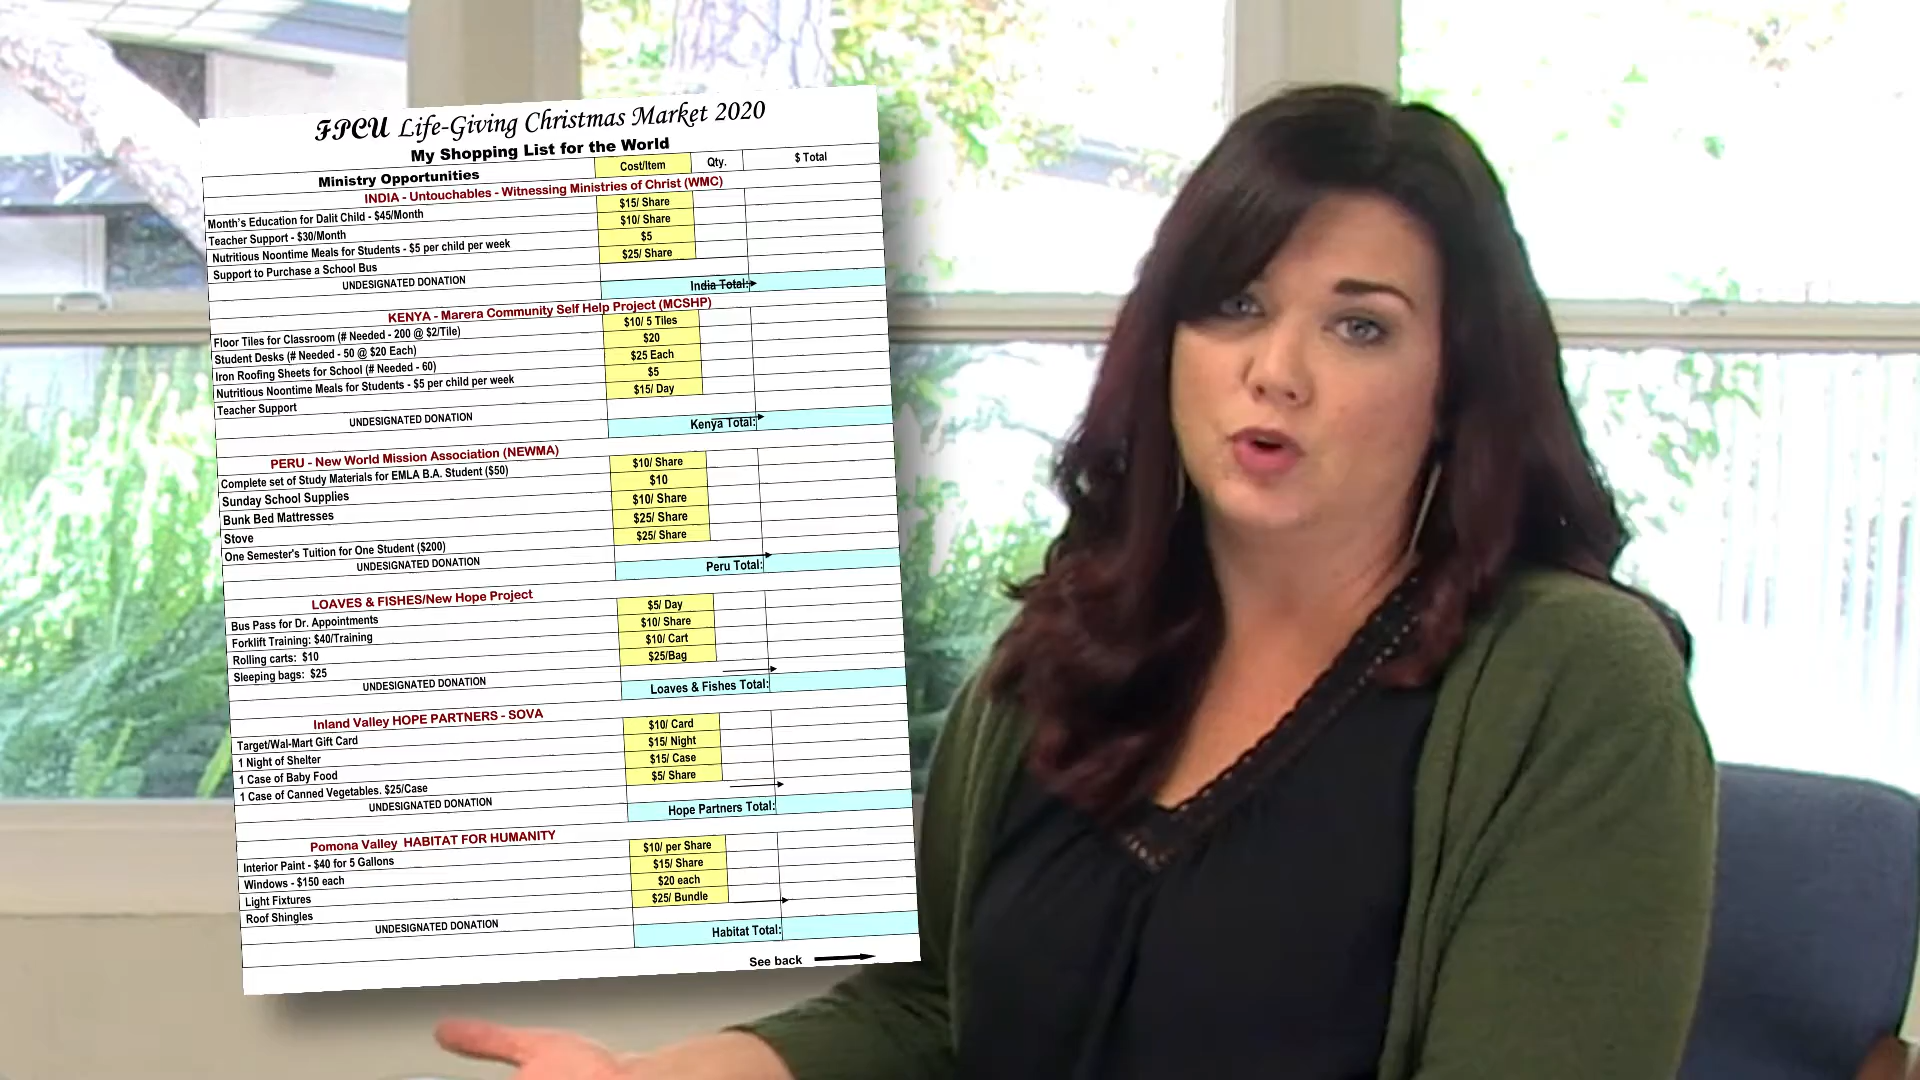 FPCU Life-Giving Christmas Market 2020
My Shopping List for the World
Ministry Opportunities Cost/Item Qty. $ Total
INDIA - Untouchables - Witnessing Ministries of Christ (WMC)
Month's Education for Dalit Child - $45/Month $15/ Share
Teacher Support - $30/Month $10/ Share
Nutritious Noontime Meals for Students - $5 per child per week $5
Support to Purchase a School Bus $25/ Share
UNDESIGNATED DONATION
India Total:
KENYA - Marera Community Self Help Project (MCSHP)
Floor Tiles for Classroom (# Needed - 200 @ $2/Tile) $10/ 5 Tiles
Student Desks (# Needed - 50 @ $20 Each) $20
Iron Roofing Sheets for School (# Needed - 60) $25 Each
Nutritious Noontime Meals for Students - $5 per child per week $5
Teacher Support $15/ Day
UNDESIGNATED DONATION
Kenya Total:
PERU - New World Mission Association (NEWMA)
Complete set of Study Materials for EMLA B.A. Student ($50) $10/ Share
Sunday School Supplies $10
Bunk Bed Mattresses $10/ Share
Stove $25/ Share
One Semester's Tuition for One Student ($200) $25/ Share
UNDESIGNATED DONATION
Peru Total:
LOAVES & FISHES/New Hope Project
Bus Pass for Dr. Appointments $5/ Day
Forklift Training: $40/Training $10/ Share
Rolling carts: $10 $10/ Cart
Sleeping bags: $25 $25/Bag
UNDESIGNATED DONATION
Loaves & Fishes Total:
Inland Valley HOPE PARTNERS - SOVA
Target/Wal-Mart Gift Card $10/ Card
1 Night of Shelter $15/ Night
1 Case of Baby Food $15/ Case
1 Case of Canned Vegetables. $25/Case $5/ Share
UNDESIGNATED DONATION
Hope Partners Total:
Pomona Valley HABITAT FOR HUMANITY
Interior Paint - $40 for 5 Gallons $10/ per Share
Windows - $150 each $15/ Share
Light Fixtures $20 each
Roof Shingles $25/ Bundle
UNDESIGNATED DONATION
Habitat Total:
See back